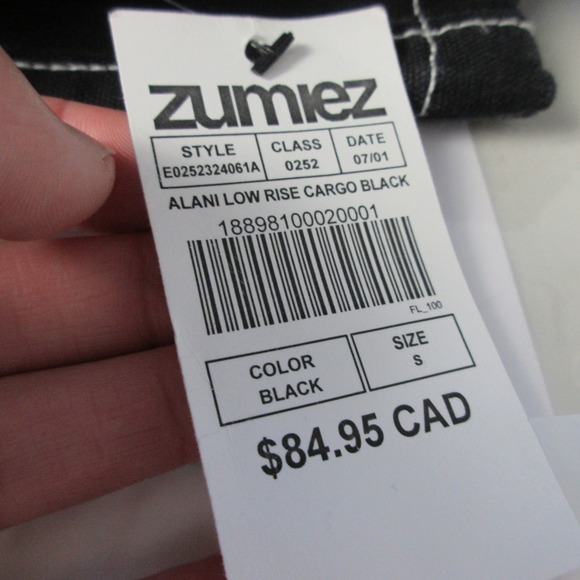 zumiez
STYLE CLASS DATE
E0252324061A 0252 07/01
ALANI LOW RISE CARGO BLACK
18898100020001
FL_100
COLOR SIZE
BLACK S
$84.95 CAD